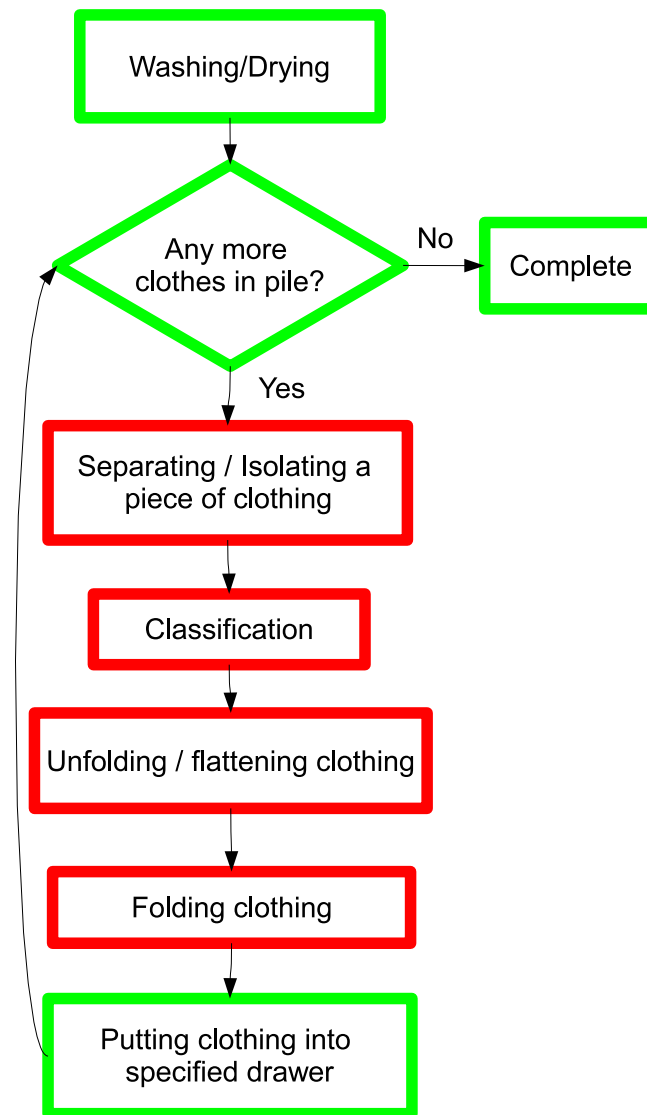 Washing/Drying
Any more
clothes in pile?
No
Complete
Yes
Separating / Isolating a
piece of clothing
Classification
Unfolding / flattening clothing
Folding clothing
Putting clothing into
specified drawer